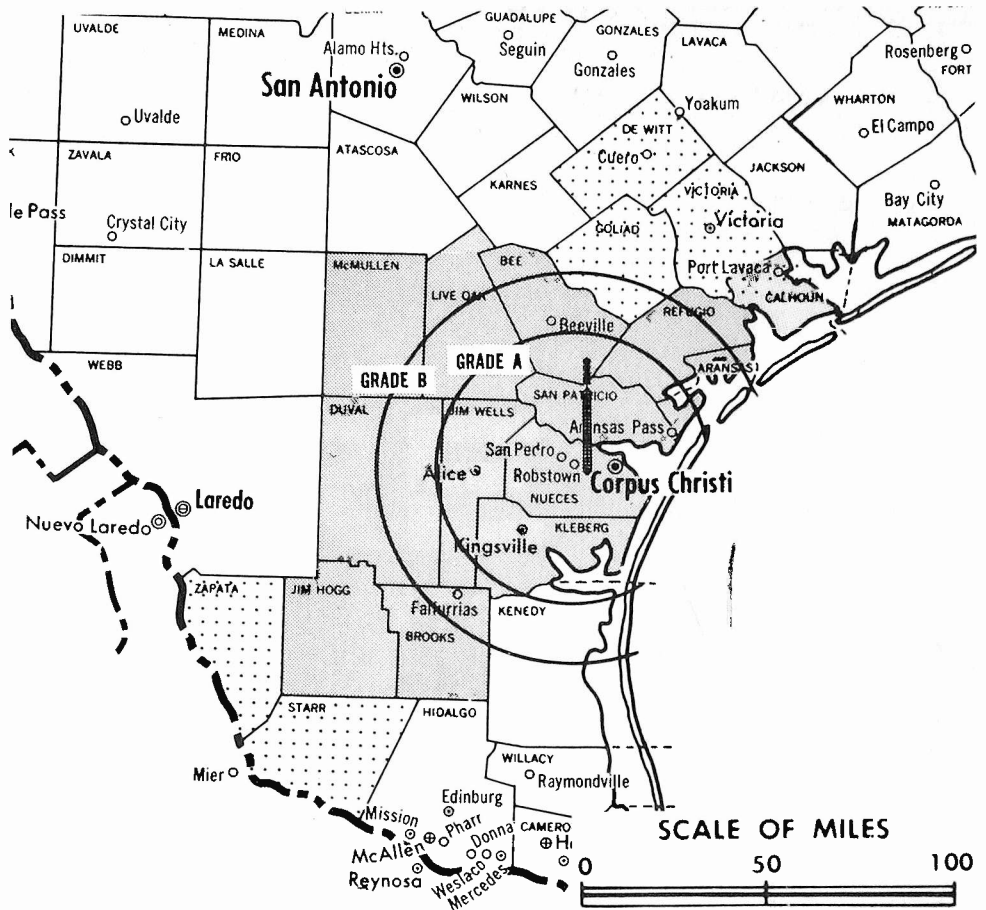 GUADALUPE
GONZALES
UVALDE
MEDINA
LAVACA
Alamo Hts.
Seguin
Gonzales
Rosenberg
FORT
San Antonio
WILSON
Yoakum
WHARTON
Uvalde
DE WITT
El Campo
ZAVALA
FRIO
ATASCOSA
Cuero
JACKSON
KARNES
VICTORIA
Bay City
le Pass
Crystal City
GOLIAD
Victoria
MATAGORDA
DIMMIT
LA SALLE
McMULLEN
BEE
Port Lavaca
LIVE OAK
CALHOUN
Beeville
REFUGIO
WEBB
GRADE A
ARANSAS
GRADE B
SAN PATRICIO
DUVAL
JIM WELLS
Aransas Pass
San Pedro
Alice
Robstown
Corpus Christi
NUECES
Laredo
Nuevo Laredo
KLEBERG
Kingsville
ZAPATA
JIM HOGG
Falfurrias
KENEDY
BROOKS
STARR
HIDALGO
WILLACY
Mier
Raymondville
Edinburg
Mission
Pharr
CAMERO
SCALE OF MILES
McAllen
Donna
H
Reynosa
Weslaco
Mercedes
0 50 100